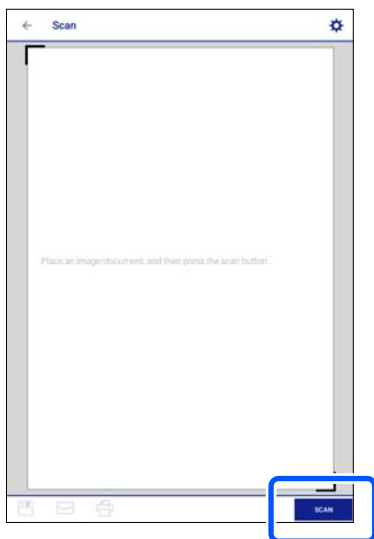 Scan
Place an image/document, and then press the scan button.
SCAN